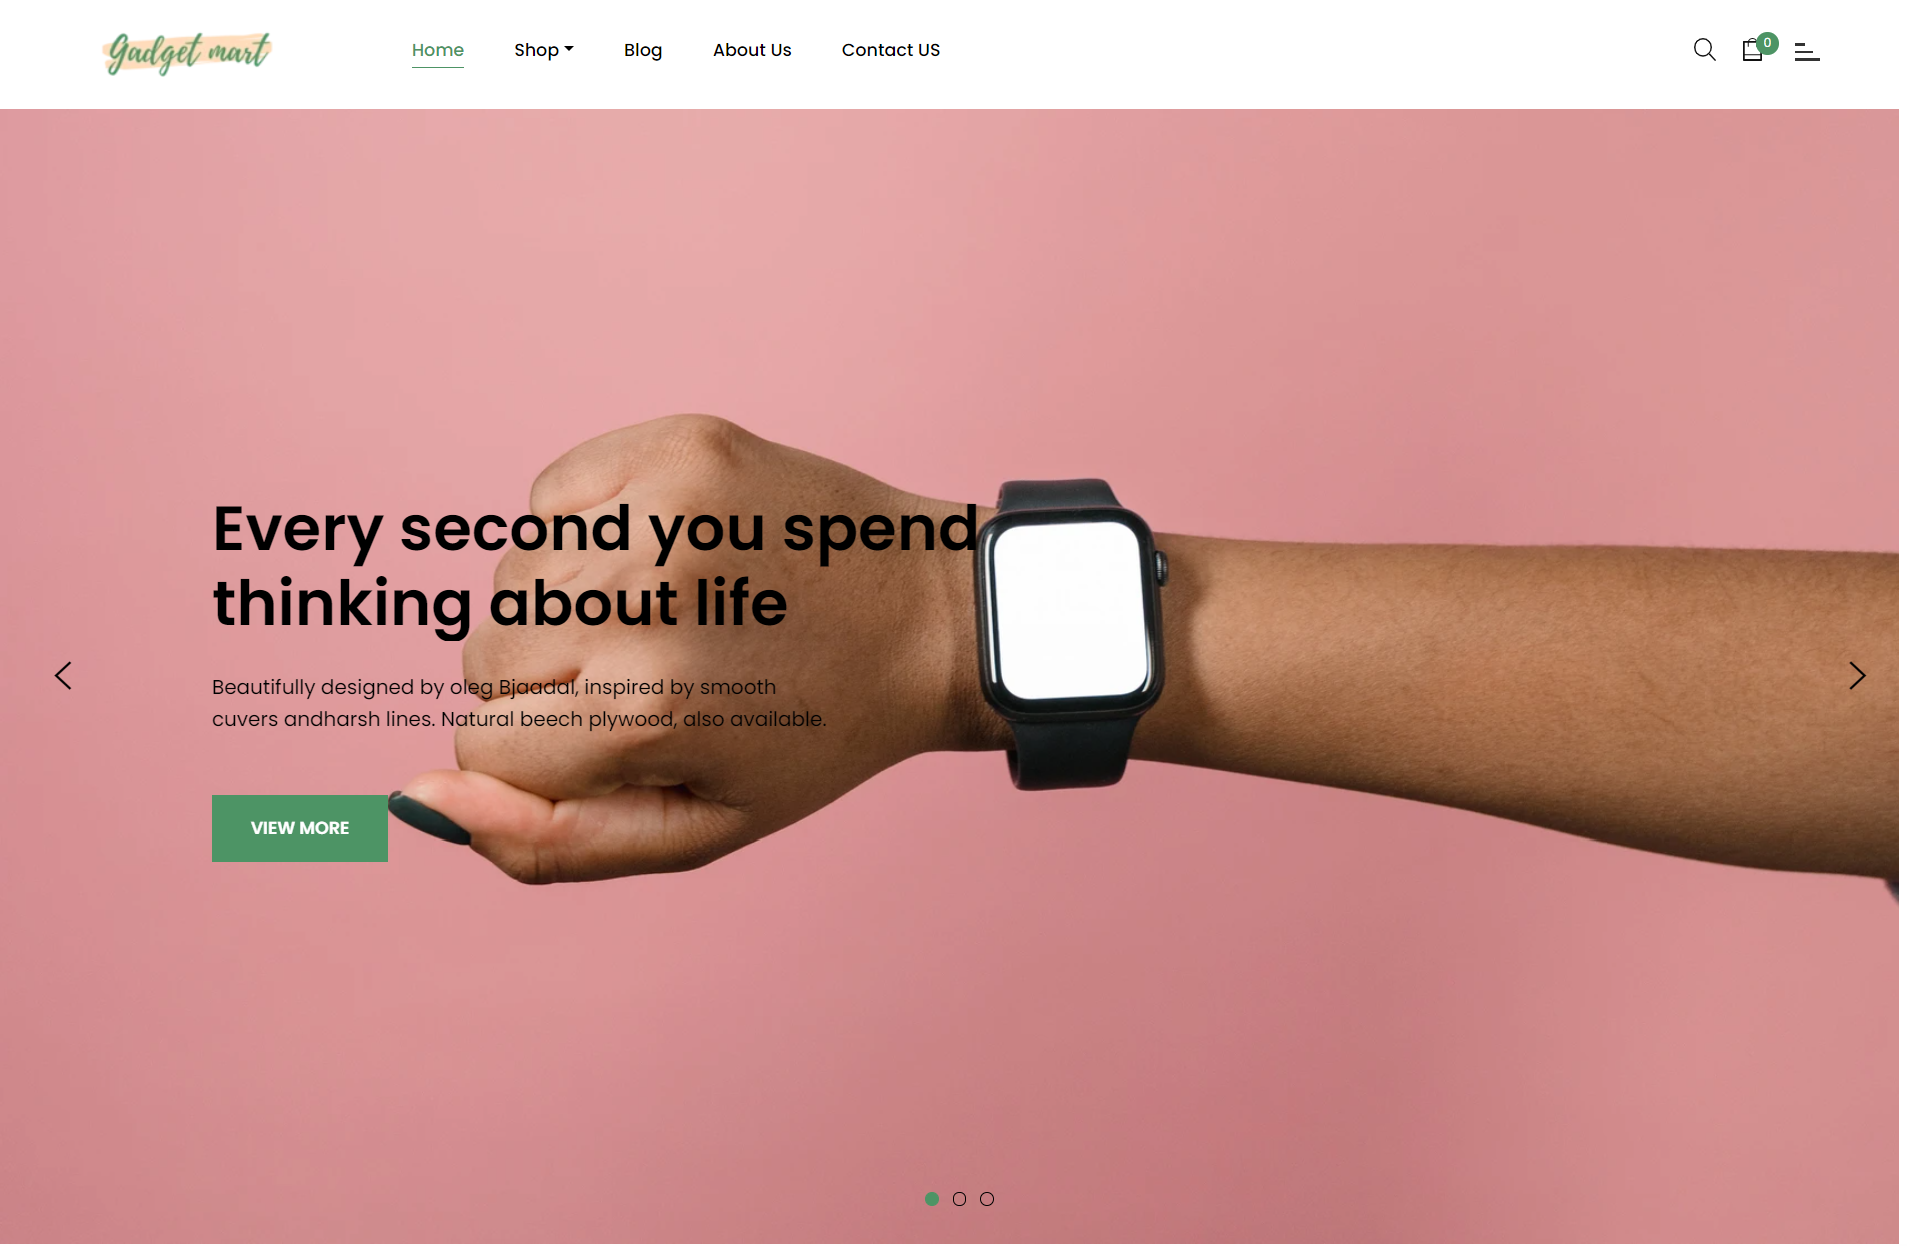 Gadget mart
Home Shop Blog About Us Contact US
0
Every second you spend
thinking about life
Beautifully designed by oleg Bjaadal, inspired by smooth
cuvers andharsh lines. Natural beech plywood, also available.
VIEW MORE